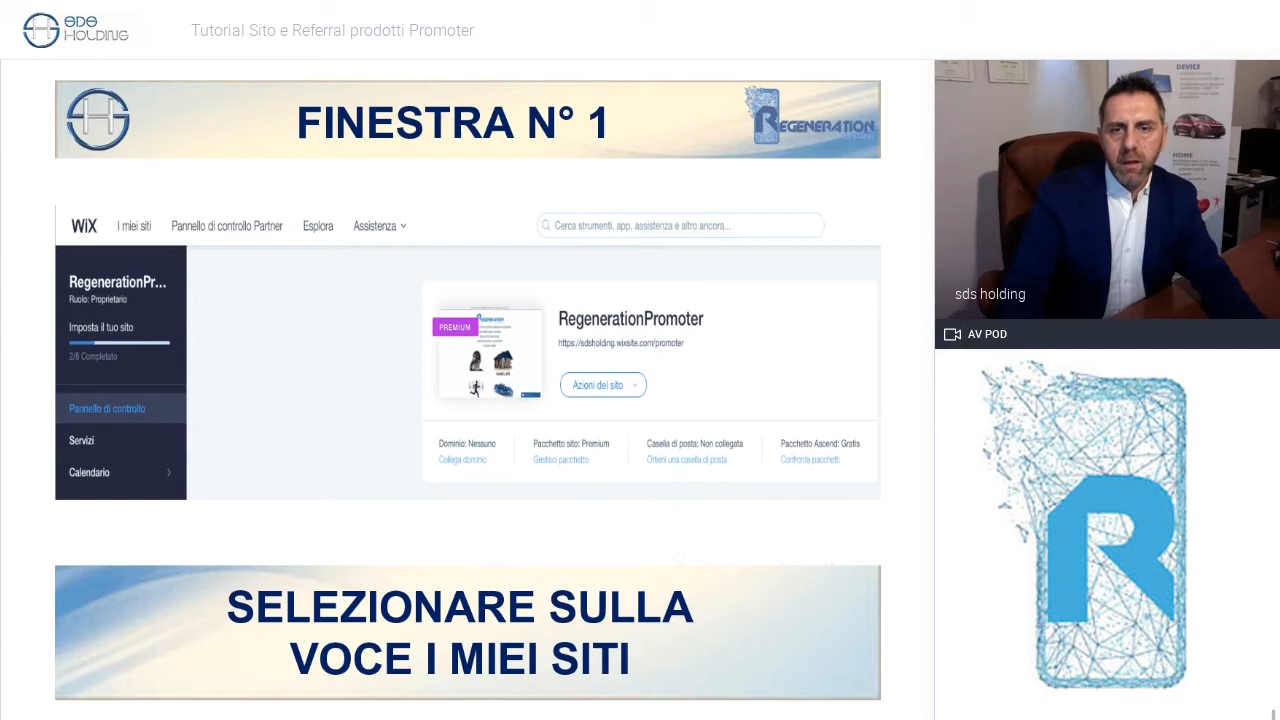 SDS HOLDING
Tutorial Sito e Referral prodotti Promoter
FINESTRA N° 1
REGENERATION
WiX I miei siti Pannello di controllo Partner Esplora Assistenza
Cerca strumenti, app, assistenza e altro ancora...
RegenerationPr...
Ruolo: Proprietario
Imposta il tuo sito
2/8 Completato
Pannello di controllo
Servizi
Calendario
PREMIUM
REGENERATION
RegenerationPromoter
https://sdsholding.wixsite.com/promoter
Azioni del sito
Dominio: Nessuno
Collega dominio
Pacchetto sito: Premium
Gestisci pacchetto
Casella di posta: Non collegata
Ottieni una casella di posta
Pacchetto Ascend: Gratis
Confronta pacchetti
SELEZIONARE SULLA
VOCE I MIEI SITI
DEVICE
HOME
sds holding
AV POD
R